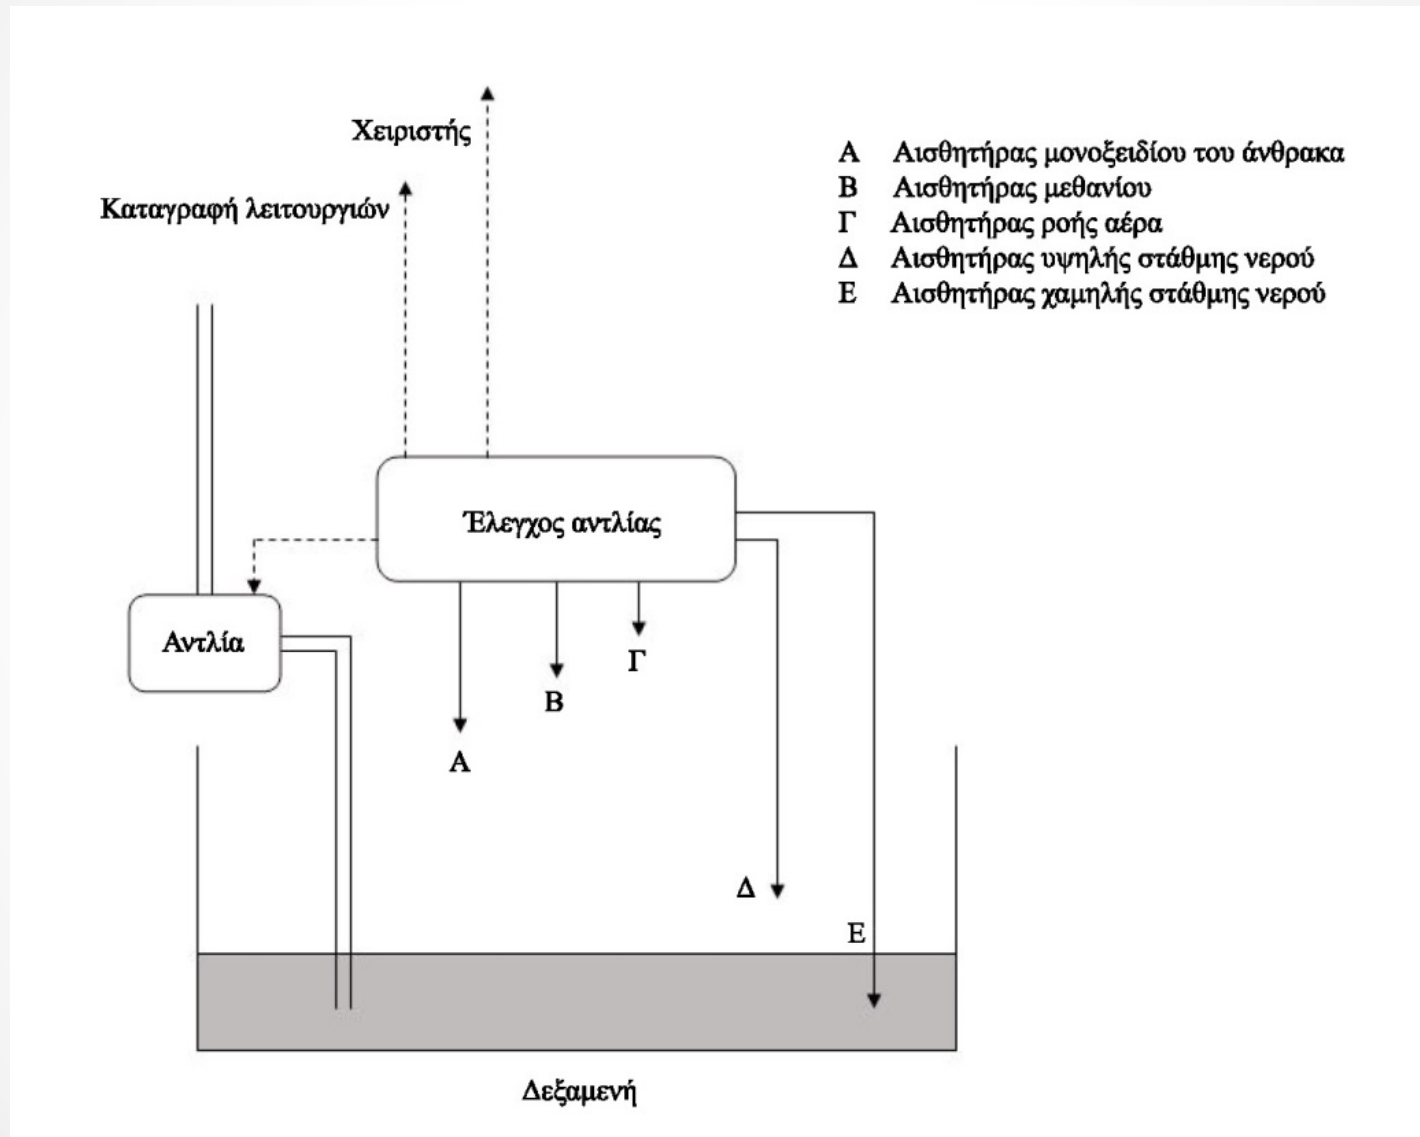 Χειριστής
Καταγραφή λειτουργιών
Α Αισθητήρας μονοξειδίου του άνθρακα
Β Αισθητήρας μεθανίου
Γ Αισθητήρας ροής αέρα
Δ Αισθητήρας υψηλής στάθμης νερού
Ε Αισθητήρας χαμηλής στάθμης νερού
Έλεγχος αντλίας
Αντλία
Γ
Β
Α
Δ
Ε
Δεξαμενή